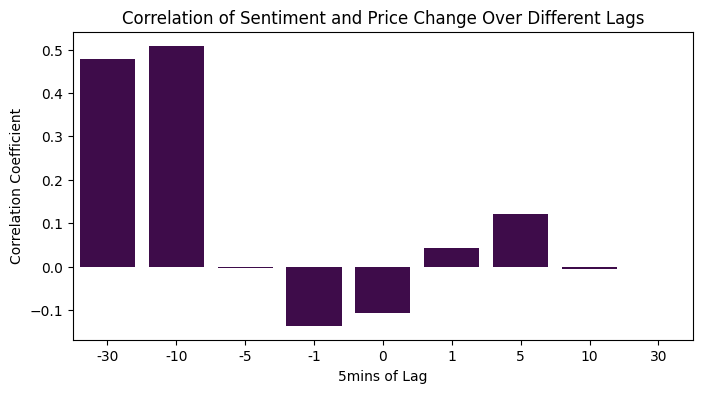 Correlation of Sentiment and Price Change Over Different Lags
Correlation Coefficient
0.5
0.4
0.3
0.2
0.1
0.0
−0.1
-30 -10 -5 -1 0 1 5 10 30
5mins of Lag